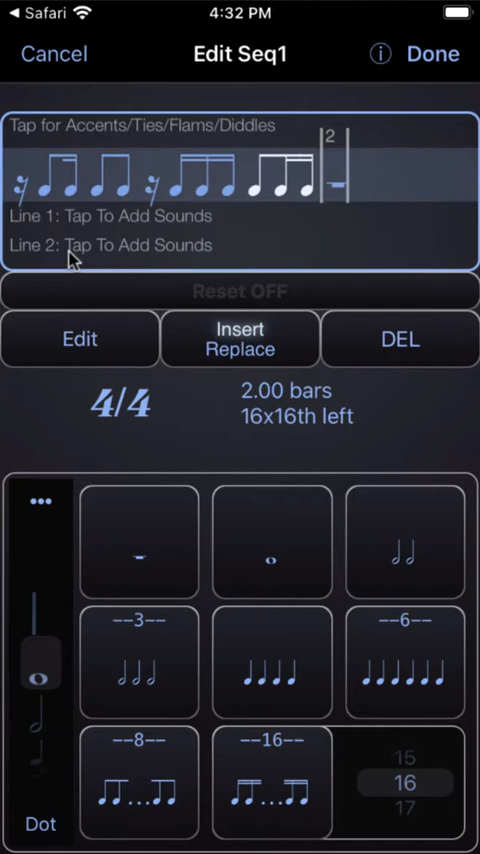 ◀ Safari 4:32 PM
Cancel Edit Seq1 ⓘ Done
Tap for Accents/Ties/Flams/Diddles
2
Line 1: Tap To Add Sounds
Line 2: Tap To Add Sounds
Reset OFF
Edit Insert DEL
Replace
4/4 2.00 bars
16x16th left
•••
--3-- --6--
--8-- --16--
15
16
17
Dot